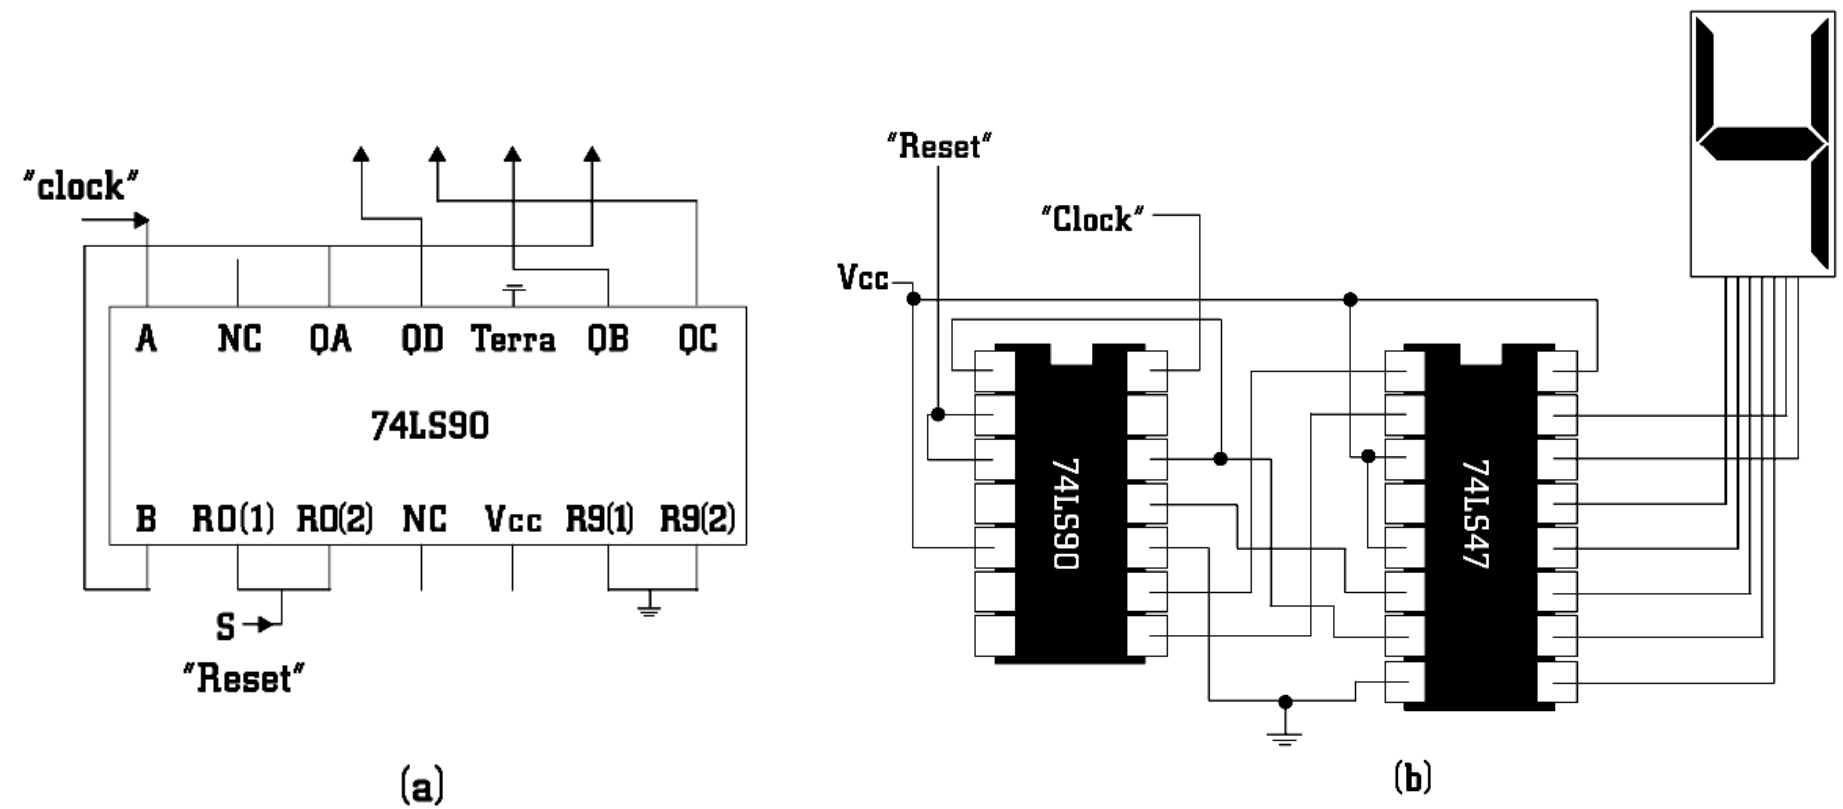 "clock"
A NC QA QD Terra QB QC
74LS90
B R0(1) R0(2) NC Vcc R9(1) R9(2)
S
"Reset"
(a)
"Reset"
"Clock"
Vcc
74LS90
74LS47
(b)